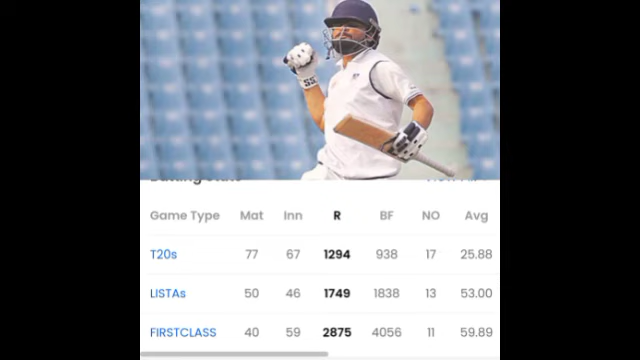 SS
Game Type Mat Inn R BF NO Avg
T20s 77 67 1294 938 17 25.88
LISTAs 50 46 1749 1838 13 53.00
FIRSTCLASS 40 59 2875 4056 11 59.89